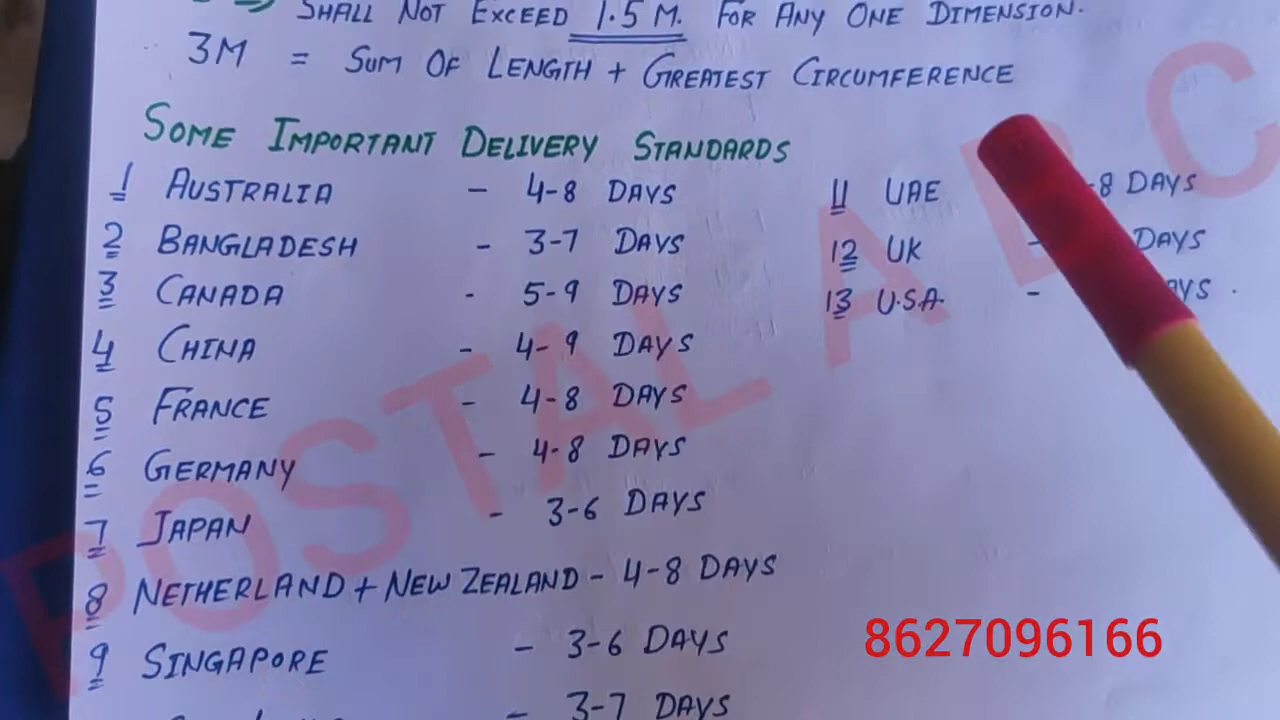 SHALL NOT EXCEED 1.5 M. FOR ANY ONE DIMENSION.
3M = SUM OF LENGTH + GREATEST CIRCUMFERENCE
SOME IMPORTANT DELIVERY STANDARDS
1 AUSTRALIA - 4-8 DAYS
2 BANGLADESH - 3-7 DAYS
3 CANADA - 5-9 DAYS
4 CHINA - 4-9 DAYS
5 FRANCE - 4-8 DAYS
6 GERMANY - 4-8 DAYS
7 JAPAN - 3-6 DAYS
8 NETHERLAND + NEW ZEALAND - 4-8 DAYS
9 SINGAPORE - 3-6 DAYS
- 3-7 DAYS
11 UAE -8 DAYS
12 UK - DAYS
13 U.S.A. -
POSTAL ABC
8627096166